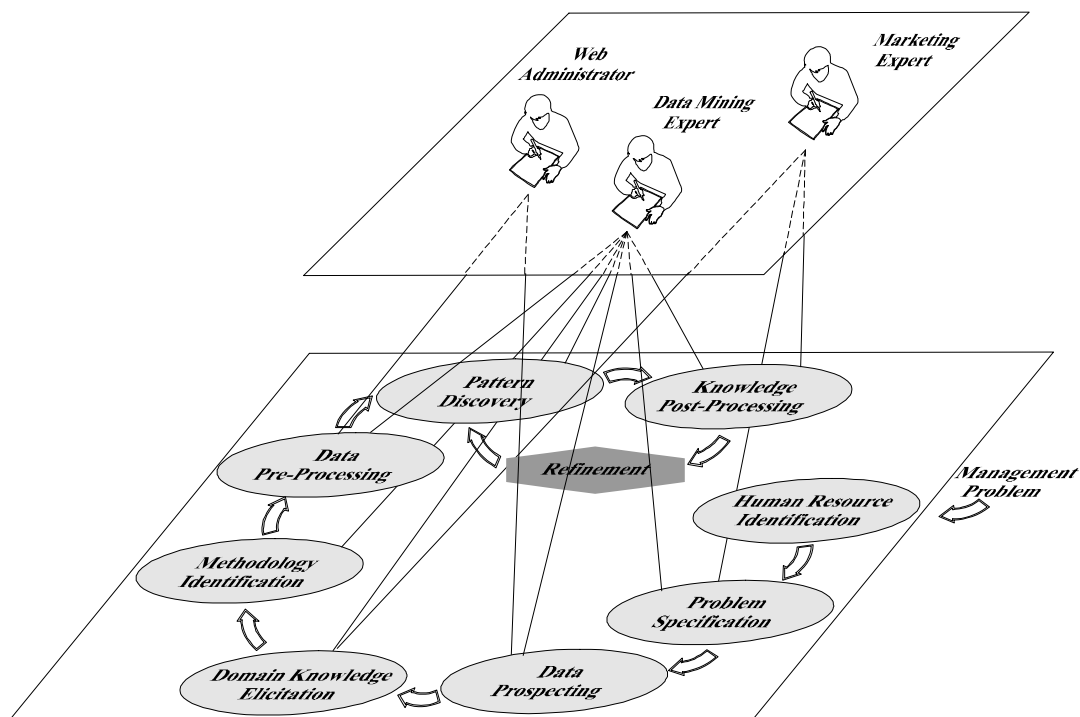 Web
Administrator
Data Mining
Expert
Marketing
Expert
Pattern
Discovery
Knowledge
Post-Processing
Data
Pre-Processing
Refinement
Management
Problem
Human Resource
Identification
Methodology
Identification
Problem
Specification
Domain Knowledge
Elicitation
Data
Prospecting